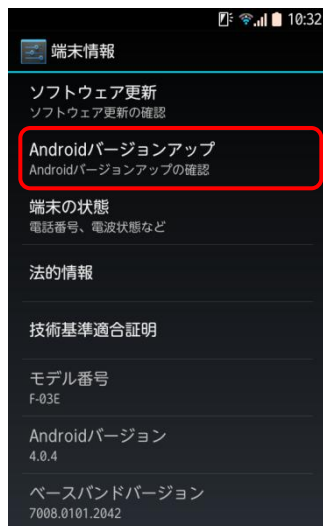 10:32
端末情報
ソフトウェア更新
ソフトウェア更新の確認
Androidバージョンアップ
Androidバージョンアップの確認
端末の状態
電話番号、電波状態など
法的情報
技術基準適合証明
モデル番号
F-03E
Androidバージョン
4.0.4
ベースバンドバージョン
7008.0101.2042